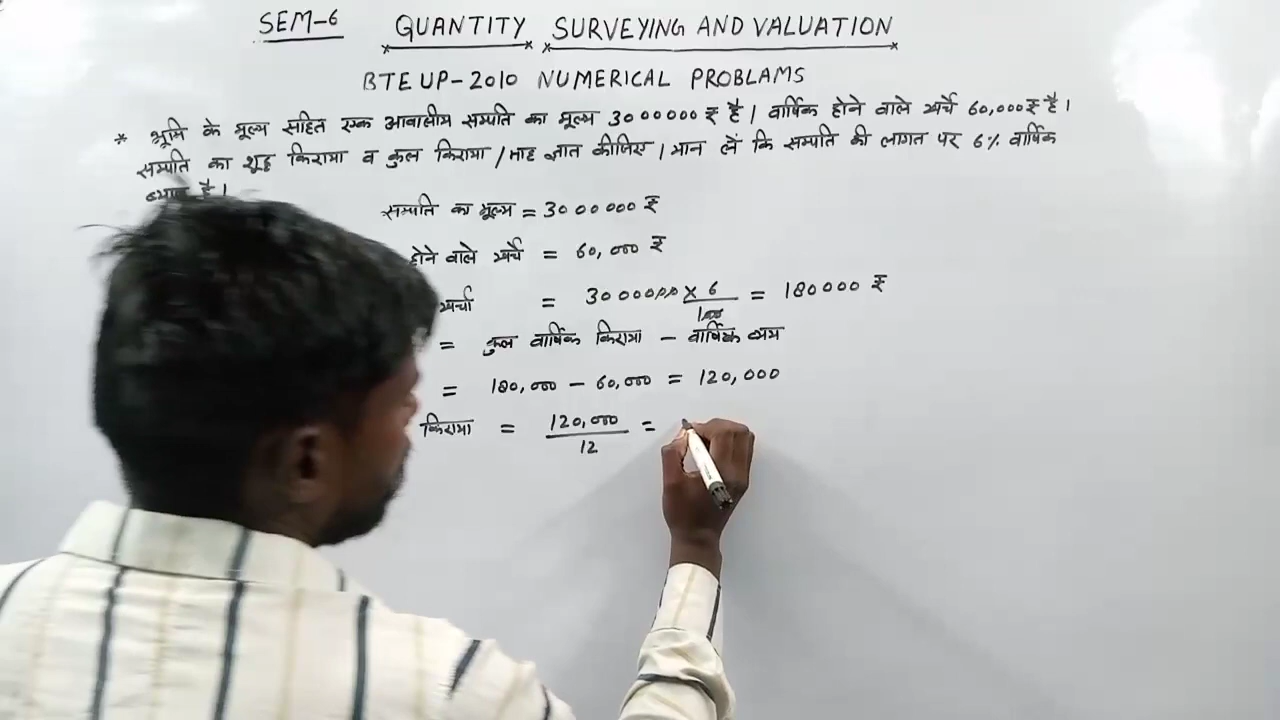 SEM-6 QUANTITY SURVEYING AND VALUATION
BTEUP-2010 NUMERICAL PROBLAMS
* भूमि के मूल्य सहित एक आवासीय सम्पति का मूल्य 3000000 ₹ है। वार्षिक होने वाले खर्चे 60,000 ₹ है।
सम्पति का शुद्ध किराया व कुल किराया / माह ज्ञात कीजिए। मान लें कि सम्पति की लागत पर 6% वार्षिक
है।
सम्पति का मूल्य = 3000000 ₹
होने वाले खर्चे = 60,000 ₹
खर्चा = 3000000 × 6 / 100 = 180000 ₹
= कुल वार्षिक किराया - वार्षिक व्यय
= 180,000 - 60,000 = 120,000
किराया = 120,000 / 12 =